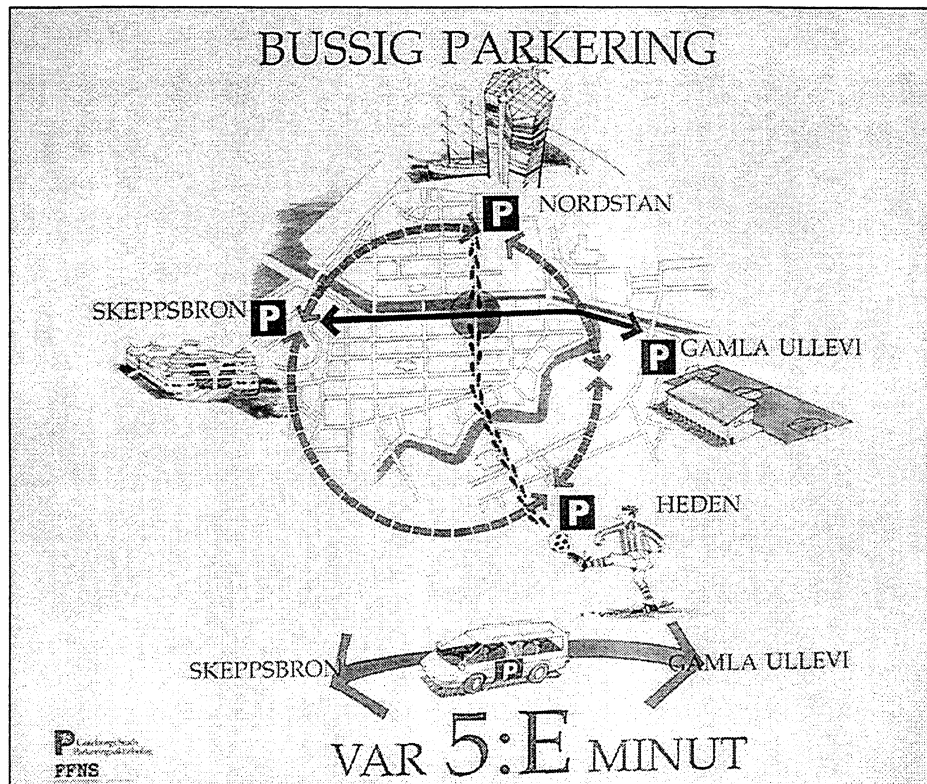 BUSSIG PARKERING
P NORDSTAN
SKEPPSBRON P
P GAMLA ULLEVI
P HEDEN
P
SKEPPSBRON
GAMLA ULLEVI
VAR 5:E MINUT
P
FFNS